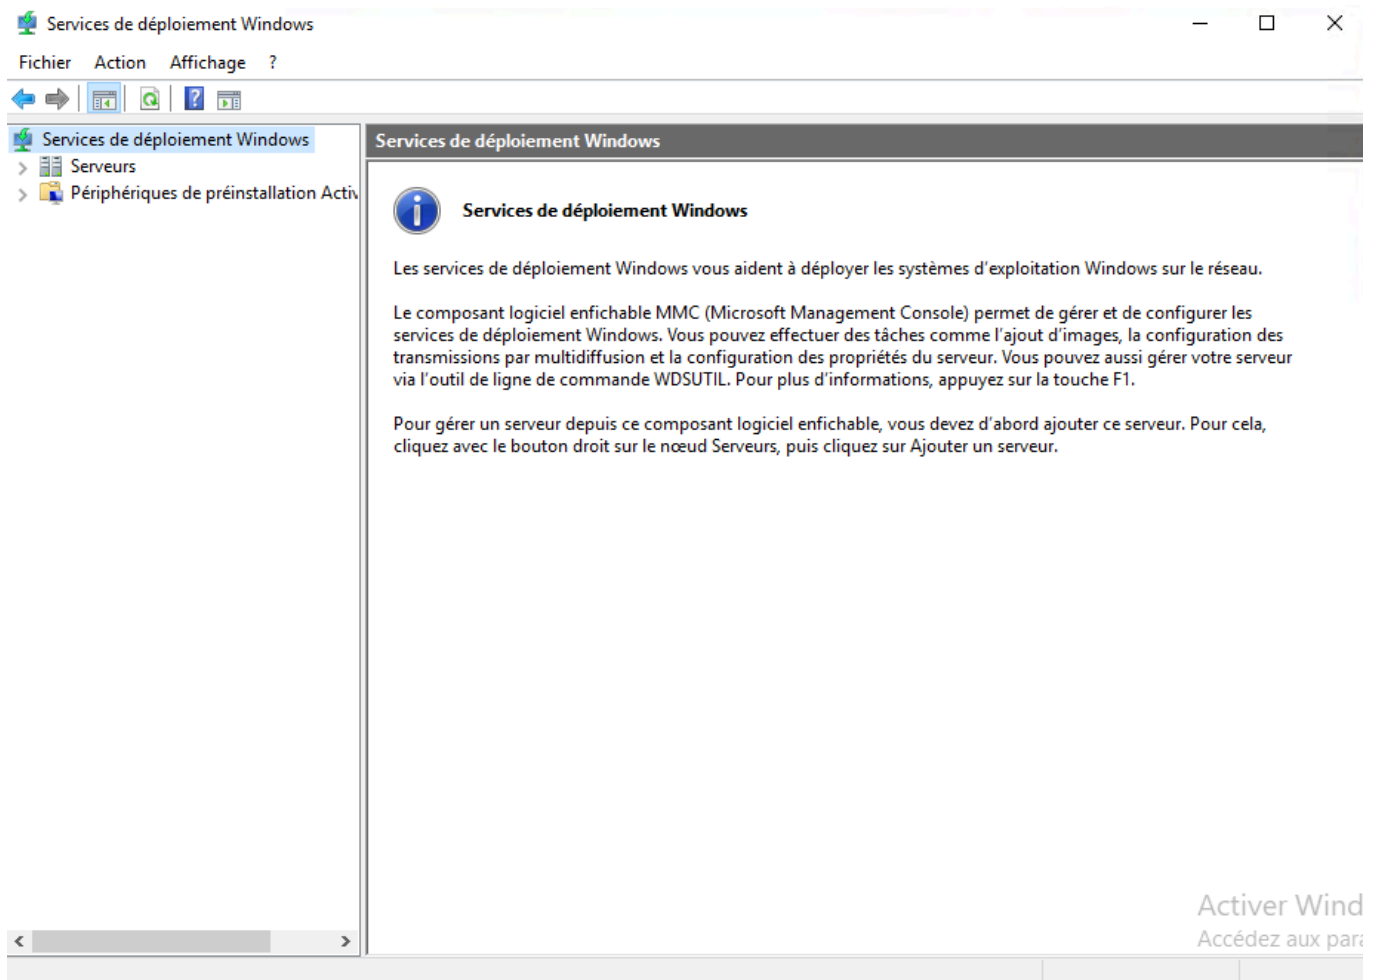 Services de déploiement Windows
Fichier Action Affichage ?
Services de déploiement Windows
Serveurs
Périphériques de préinstallation Activ
Services de déploiement Windows
Services de déploiement Windows
Les services de déploiement Windows vous aident à déployer les systèmes d'exploitation Windows sur le réseau.
Le composant logiciel enfichable MMC (Microsoft Management Console) permet de gérer et de configurer les
services de déploiement Windows. Vous pouvez effectuer des tâches comme l'ajout d'images, la configuration des
transmissions par multidiffusion et la configuration des propriétés du serveur. Vous pouvez aussi gérer votre serveur
via l'outil de ligne de commande WDSUTIL. Pour plus d'informations, appuyez sur la touche F1.
Pour gérer un serveur depuis ce composant logiciel enfichable, vous devez d'abord ajouter ce serveur. Pour cela,
cliquez avec le bouton droit sur le nœud Serveurs, puis cliquez sur Ajouter un serveur.
Activer Wind
Accédez aux para